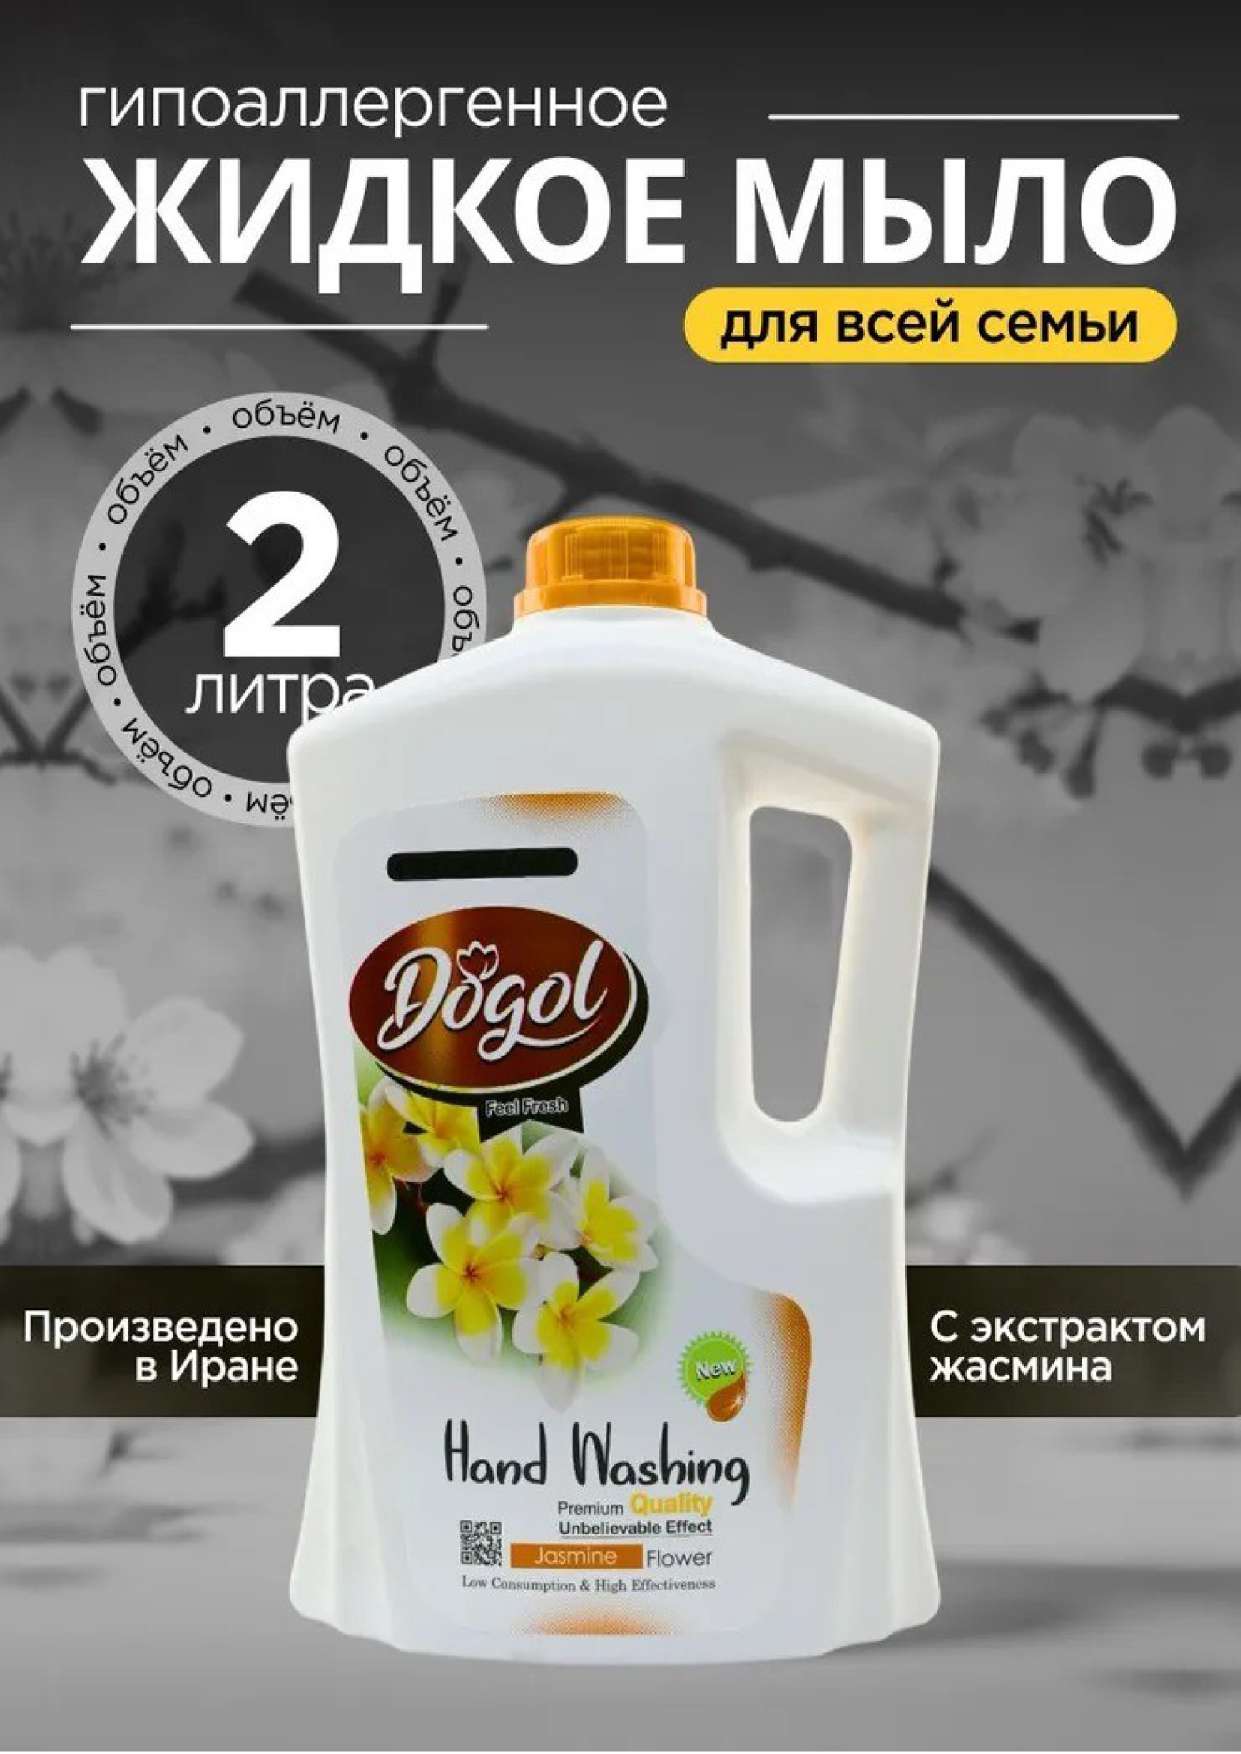 гипоаллергенное
ЖИДКОЕ МЫЛО
для всей семьи
объём • объём • объём • объём • объём
2
литра
Dogol
Feel Fresh
New
Произведено
в Иране
С экстрактом
жасмина
Hand Washing
Premium Quality
Unbelievable Effect
Jasmine Flower
Low Consumption & High Effectiveness